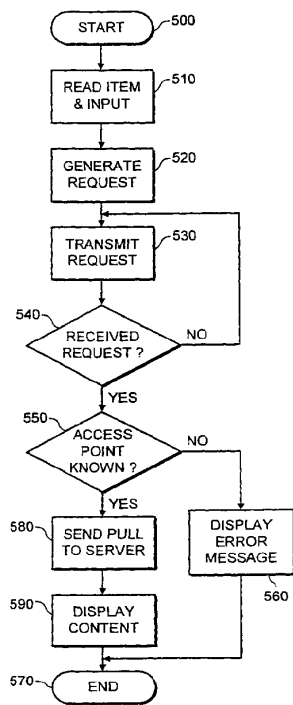 START
500
READ ITEM
& INPUT
510
GENERATE
REQUEST
520
TRANSMIT
REQUEST
530
540
RECEIVED
REQUEST ?
NO
YES
550
ACCESS
POINT
KNOWN ?
NO
YES
580
SEND PULL
TO SERVER
DISPLAY
ERROR
MESSAGE
560
590
DISPLAY
CONTENT
570
END